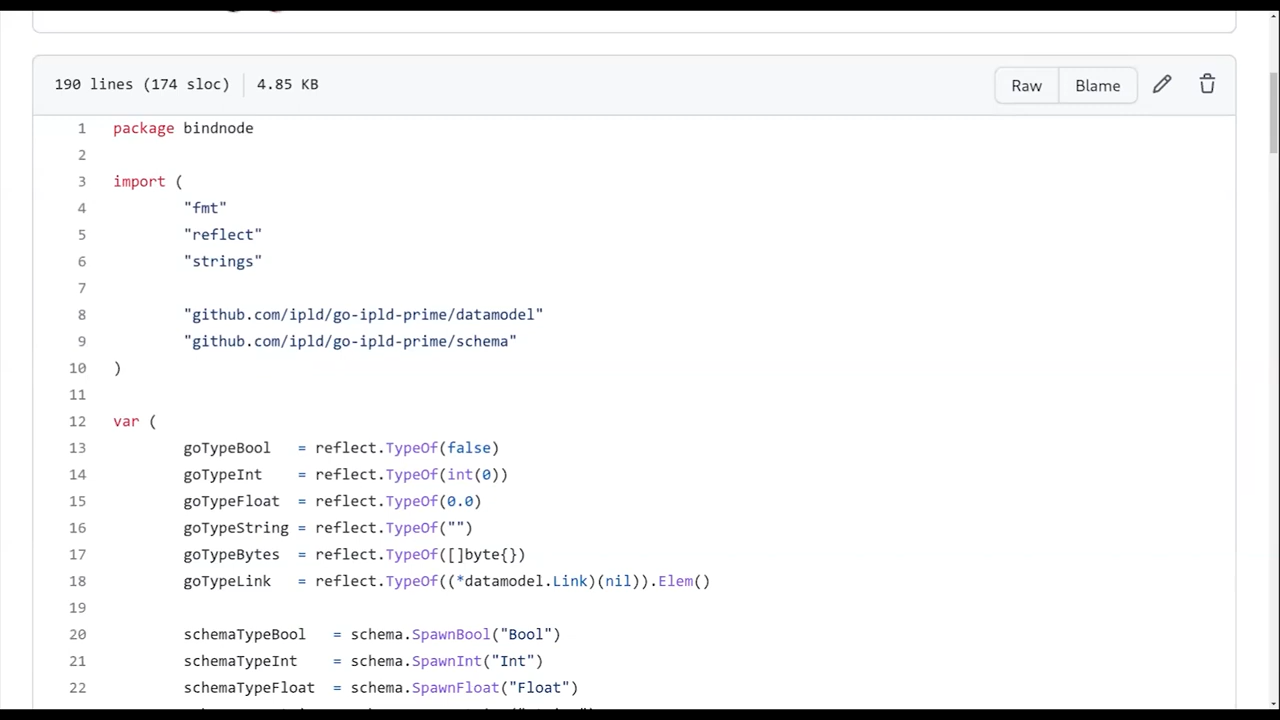 190 lines (174 sloc) 4.85 KB Raw Blame
1 package bindnode
2
3 import (
4 "fmt"
5 "reflect"
6 "strings"
7
8 "github.com/ipld/go-ipld-prime/datamodel"
9 "github.com/ipld/go-ipld-prime/schema"
10 )
11
12 var (
13 goTypeBool = reflect.TypeOf(false)
14 goTypeInt = reflect.TypeOf(int(0))
15 goTypeFloat = reflect.TypeOf(0.0)
16 goTypeString = reflect.TypeOf("")
17 goTypeBytes = reflect.TypeOf([]byte{})
18 goTypeLink = reflect.TypeOf((*datamodel.Link)(nil)).Elem()
19
20 schemaTypeBool = schema.SpawnBool("Bool")
21 schemaTypeInt = schema.SpawnInt("Int")
22 schemaTypeFloat = schema.SpawnFloat("Float")